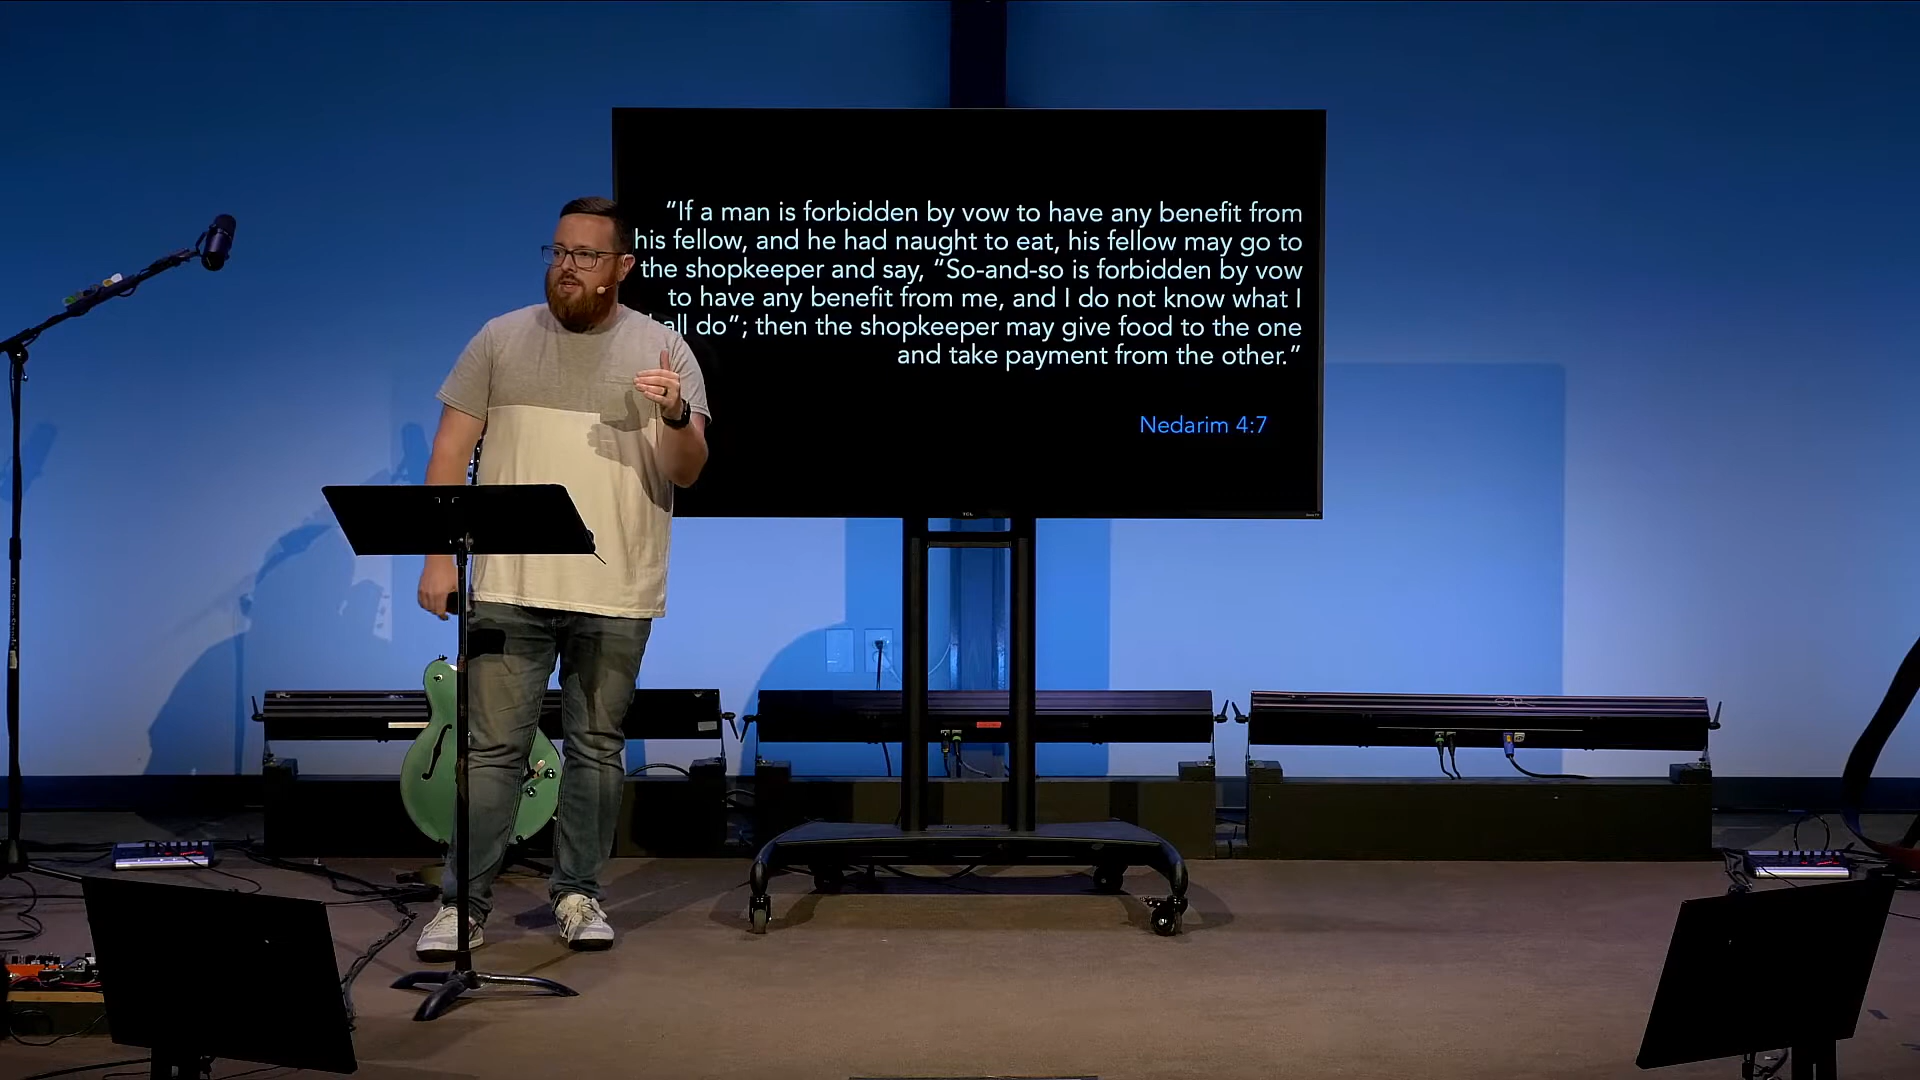 “If a man is forbidden by vow to have any benefit from
his fellow, and he had naught to eat, his fellow may go to
the shopkeeper and say, “So-and-so is forbidden by vow
to have any benefit from me, and I do not know what I
do”; then the shopkeeper may give food to the one
and take payment from the other.”
Nedarim 4:7
TCL